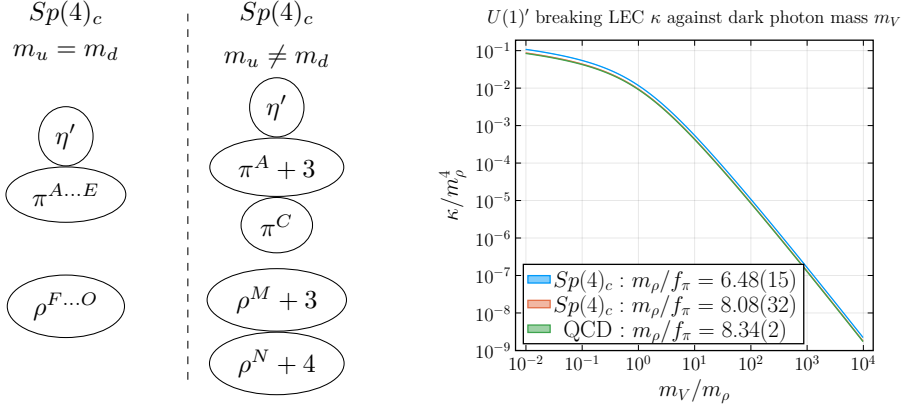 Sp(4)_c
m_u = m_d
η′
π^{A...E}
ρ^{F...O}
Sp(4)_c
m_u ≠ m_d
η′
π^A + 3
π^C
ρ^M + 3
ρ^N + 4
U(1)′ breaking LEC κ against dark photon mass m_V
κ/m_ρ^4
10^{-1}
10^{-2}
10^{-3}
10^{-4}
10^{-5}
10^{-6}
10^{-7}
10^{-8}
10^{-9}
Sp(4)_c : m_ρ/f_π = 6.48(15)
Sp(4)_c : m_ρ/f_π = 8.08(32)
QCD : m_ρ/f_π = 8.34(2)
10^{-2} 10^{-1} 10^0 10^1 10^2 10^3 10^4
m_V/m_ρ